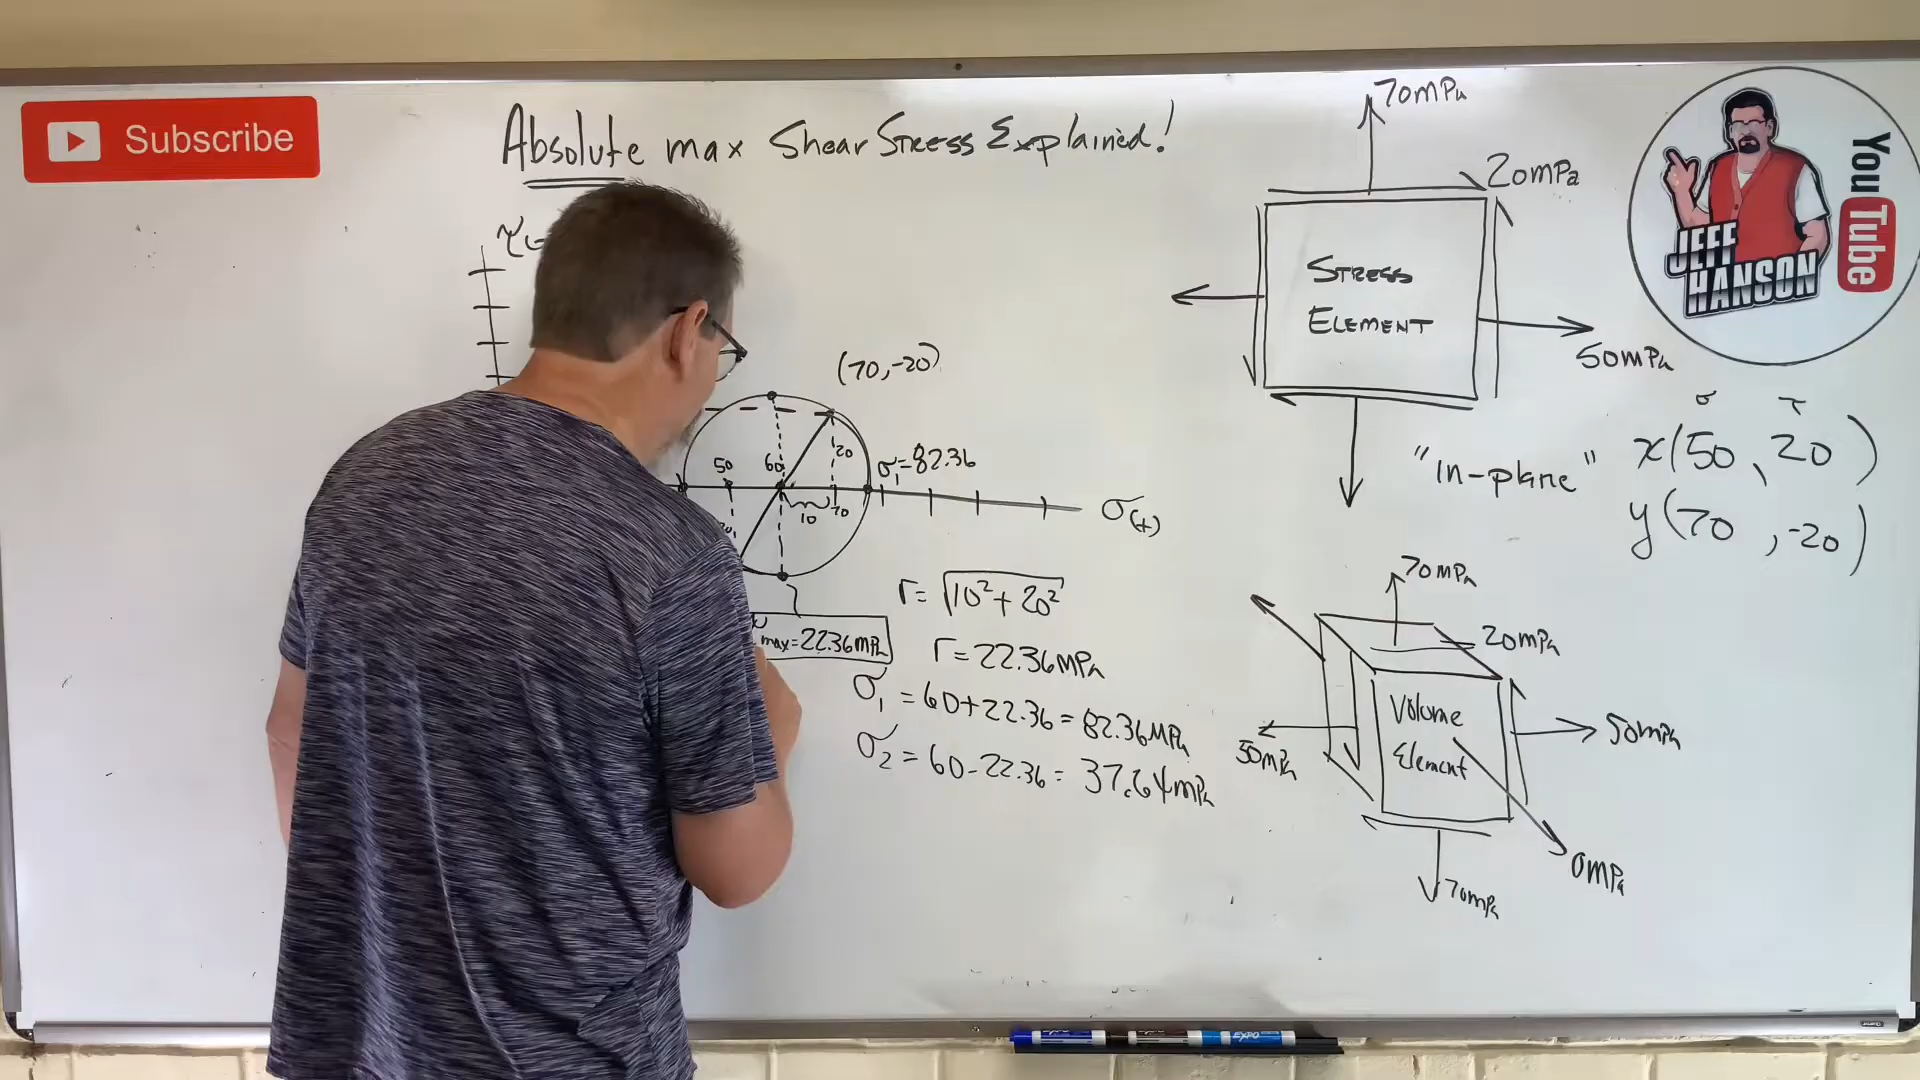 Subscribe
Absolute max Shear Stress Explained!
70mPa
20mPa
STRESS
ELEMENT
50mPa
YouTube
JEFF
HANSON
(70,-20)
50
60
20
σ₁=82.36
10
70
σ(+)
σ τ
"in-plane"
x(50, 20)
y(70, -20)
r= √10²+20²
max=22.36mPa
r=22.36MPa
σ₁ = 60+22.36 = 82.36MPa
σ₂ = 60-22.36 = 37.64mPa
70mPa
20mPa
Volume
Element
50mPa
50mPa
0mPa
70mPa
EXPO